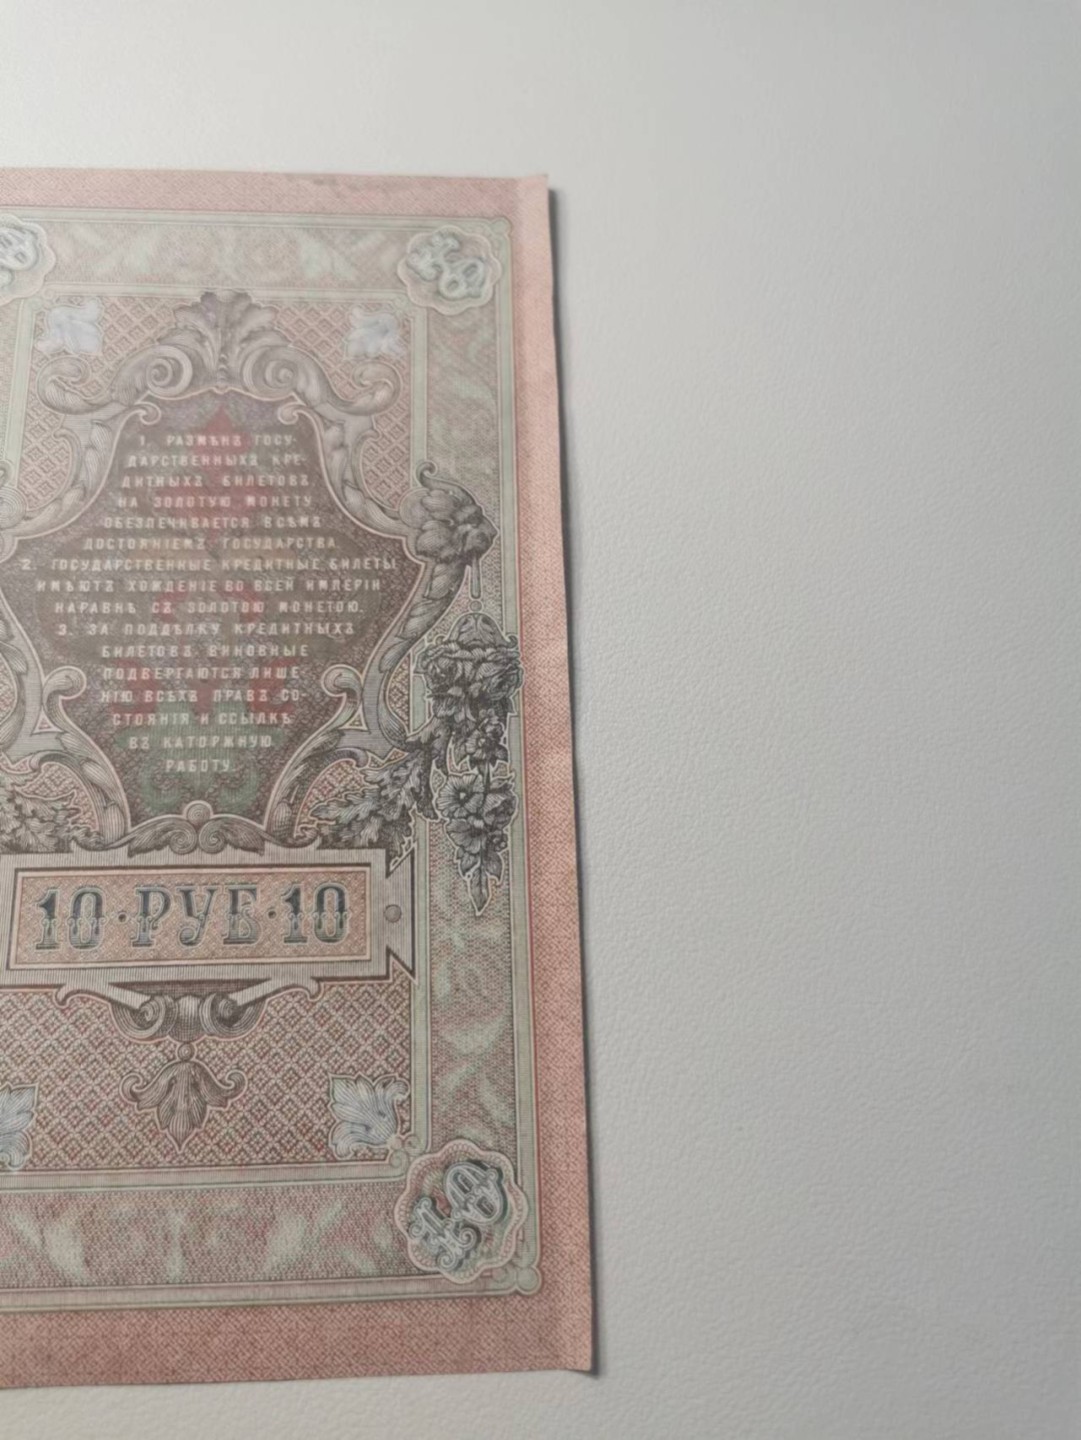 10
1. РАЗМѢНЪ ГОСУ-
ДАРСТВЕННЫХЪ КРЕ-
ДИТНЫХЪ БИЛЕТОВЪ
НА ЗОЛОТУЮ МОНЕТУ
ОБЕЗПЕЧИВАЕТСЯ ВСѢМЪ
ДОСТОЯНІЕМЪ ГОСУДАРСТВА.
2. ГОСУДАРСТВЕННЫЕ КРЕДИТНЫЕ БИЛЕТЫ
ИМѢЮТЪ ХОЖДЕНІЕ ВО ВСЕЙ ИМПЕРІИ
НАРАВНѢ СЪ ЗОЛОТОЮ МОНЕТОЮ.
3. ЗА ПОДДѢЛКУ КРЕДИТНЫХЪ
БИЛЕТОВЪ ВИНОВНЫЕ
ПОДВЕРГАЮТСЯ ЛИШЕ-
НІЮ ВСѢХЪ ПРАВЪ СО-
СТОЯНІЯ И ССЫЛКѢ
ВЪ КАТОРЖНУЮ
РАБОТУ.
10·РУБ·10
10